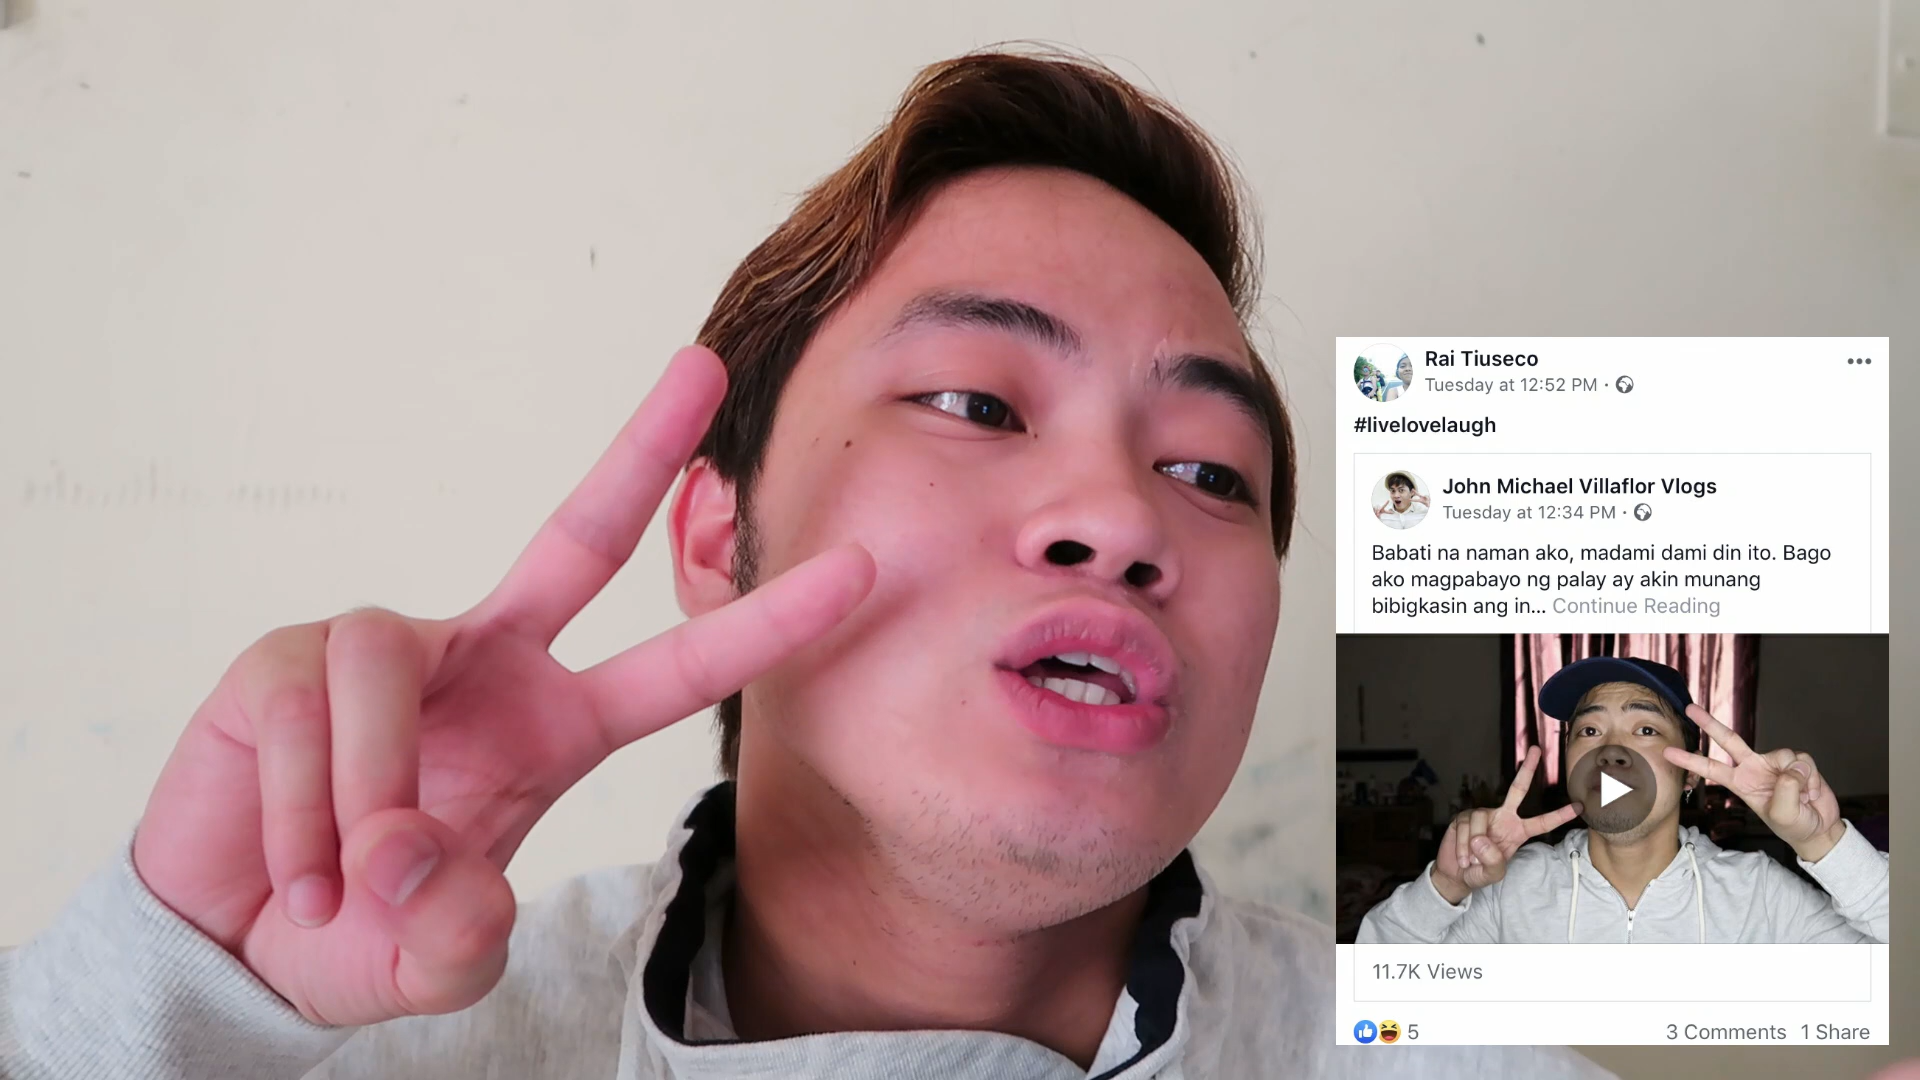 Rai Tiuseco
Tuesday at 12:52 PM ·
#livelovelaugh
John Michael Villaflor Vlogs
Tuesday at 12:34 PM ·
Babati na naman ako, madami dami din ito. Bago
ako magpabayo ng palay ay akin munang
bibigkasin ang in... Continue Reading
11.7K Views
5
3 Comments 1 Share